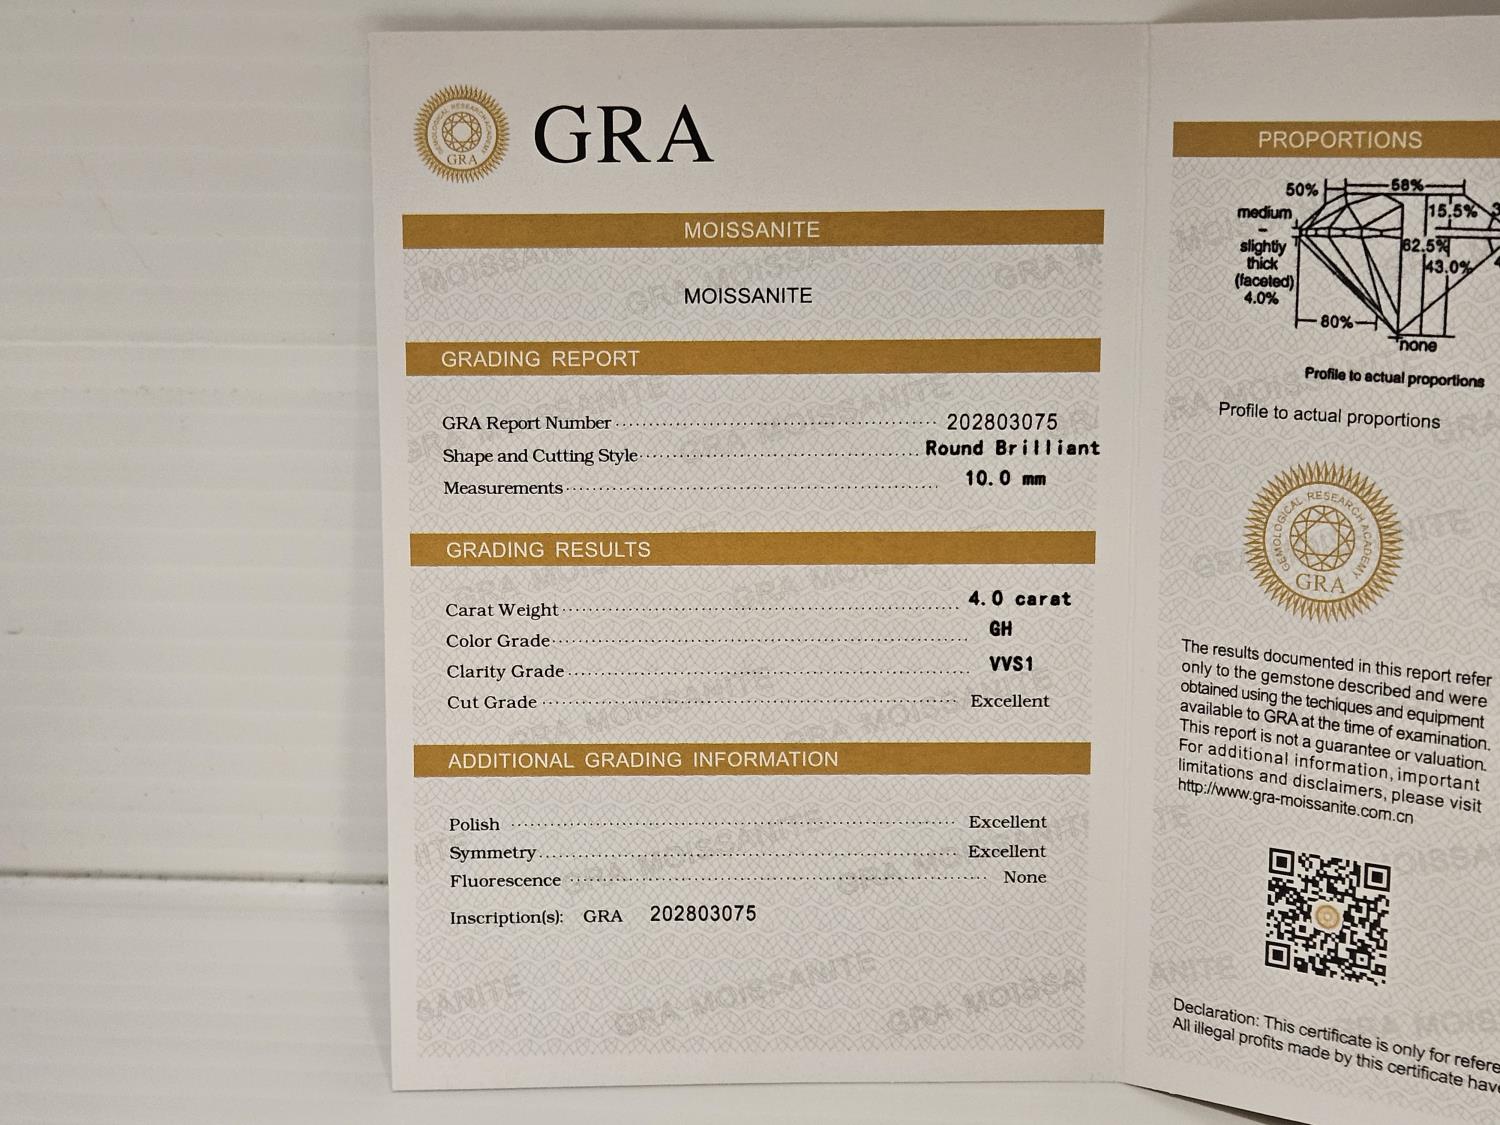 GEMOLOGICAL RESEARCH ACADEMY
GRA
GRA
MOISSANITE
MOISSANITE
GRADING REPORT
GRA Report Number 202803075
Shape and Cutting Style Round Brilliant
Measurements 10.0 mm
GRADING RESULTS
Carat Weight 4.0 carat
Color Grade GH
Clarity Grade VVS1
Cut Grade Excellent
ADDITIONAL GRADING INFORMATION
Polish Excellent
Symmetry Excellent
Fluorescence None
Inscription(s): GRA 202803075
PROPORTIONS
50% 58%
medium
-
slightly
thick
(faceted)
4.0%
15.5%
62.5%
43.0%
80%
none
Profile to actual proportions
Profile to actual proportions
GEMOLOGICAL RESEARCH ACADEMY
GRA
The results documented in this report refer
only to the gemstone described and were
obtained using the techiques and equipment
available to GRA at the time of examination.
This report is not a guarantee or valuation.
For additional information, important
limitations and disclaimers, please visit
http://www.gra-moissanite.com.cn
Declaration: This certificate is only for
All illegal profits made by this certificate